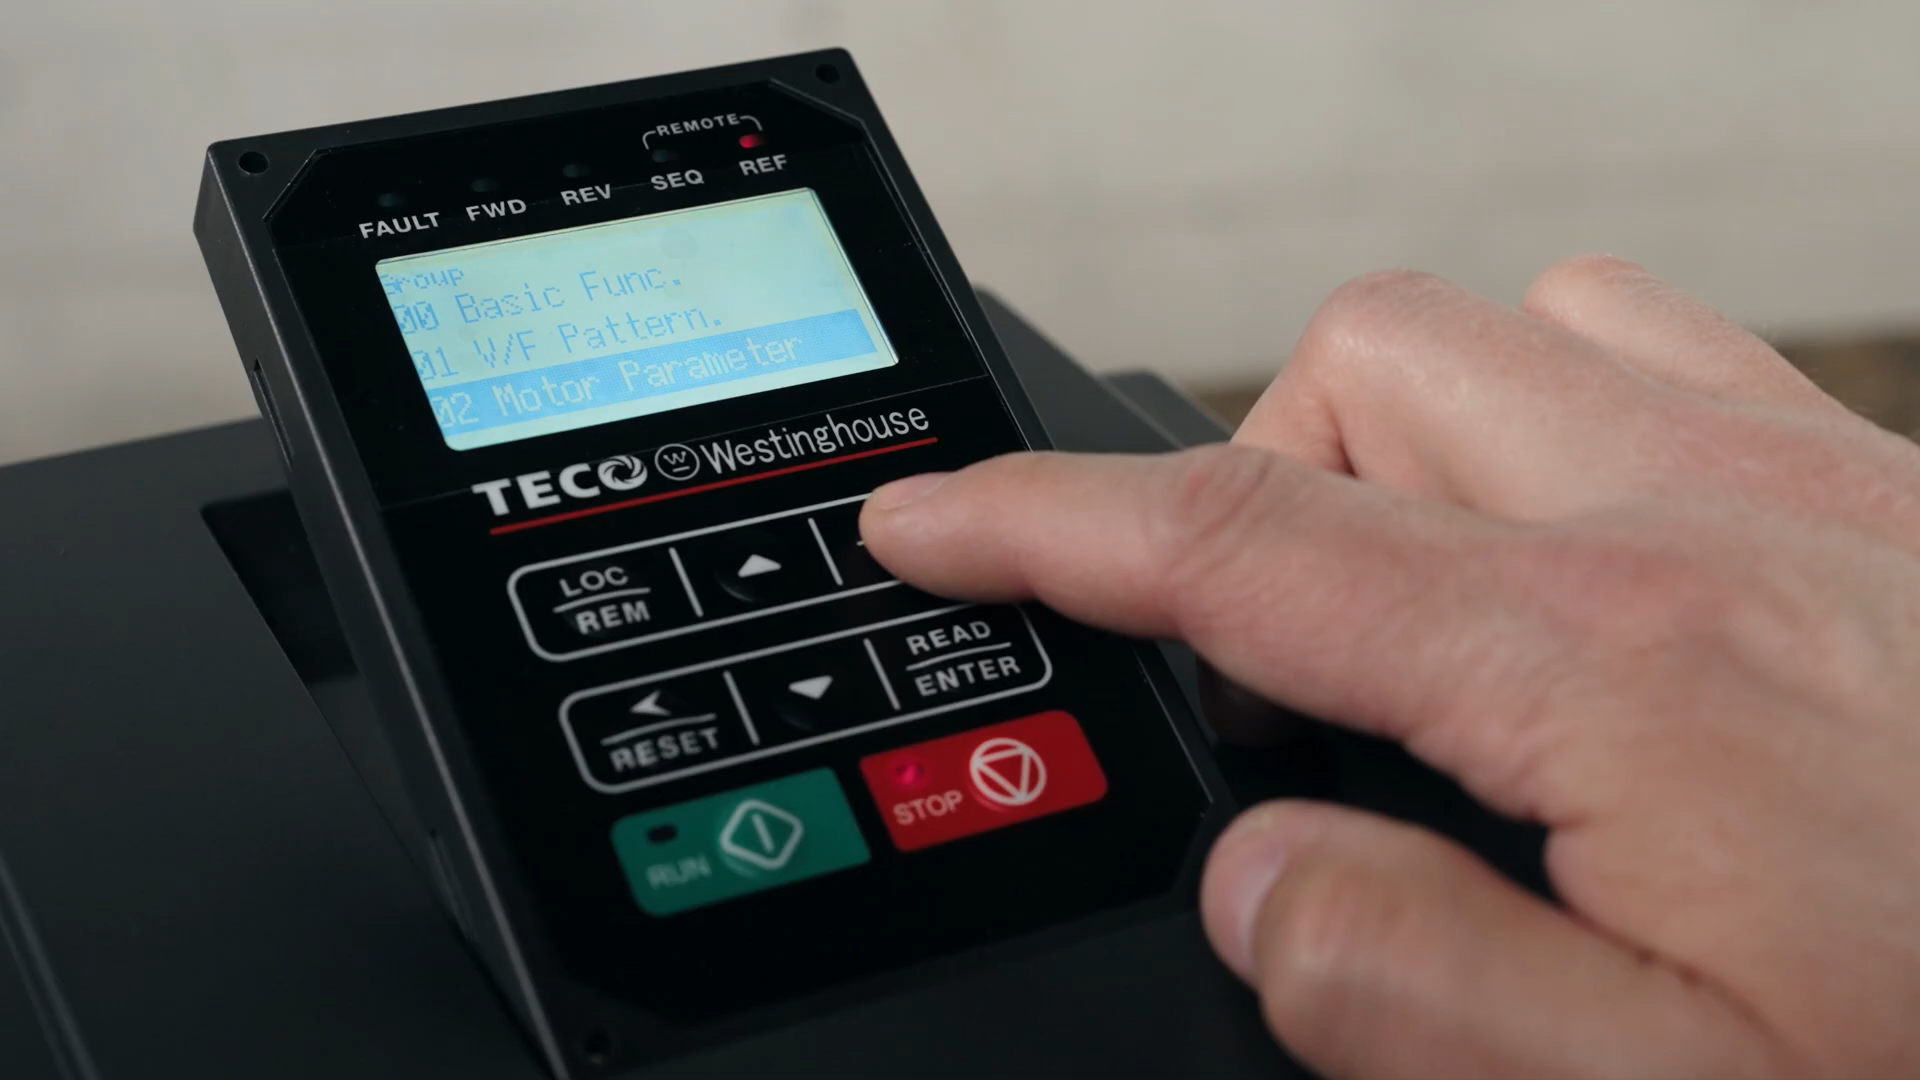 REMOTE
FAULT FWD REV SEQ REF
Group
00 Basic Func.
01 V/F Pattern.
02 Motor Parameter
TECO W Westinghouse
LOC
REM
READ
ENTER
RESET
RUN
STOP